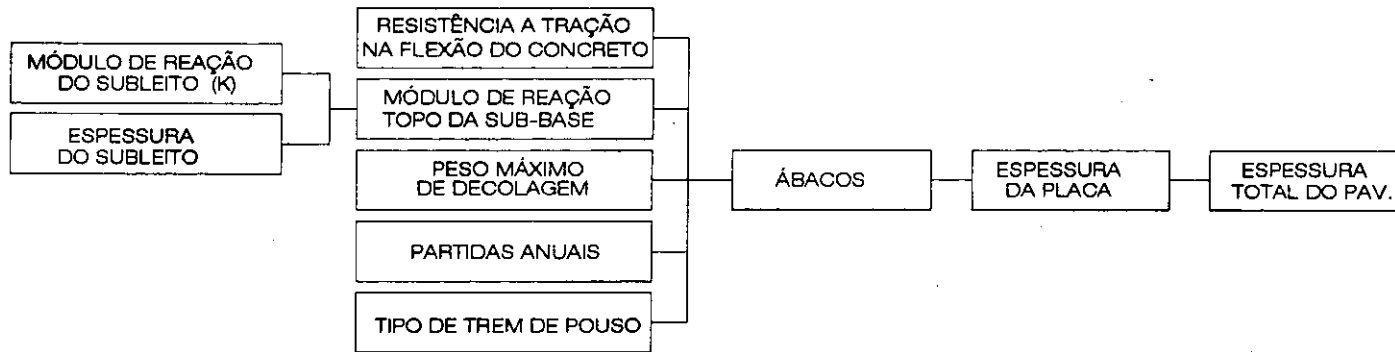 MÓDULO DE REAÇÃO
DO SUBLEITO (K)
ESPESSURA
DO SUBLEITO
RESISTÊNCIA A TRAÇÃO
NA FLEXÃO DO CONCRETO
MÓDULO DE REAÇÃO
TOPO DA SUB-BASE
PESO MÁXIMO
DE DECOLAGEM
PARTIDAS ANUAIS
TIPO DE TREM DE POUSO
ÁBACOS
ESPESSURA
DA PLACA
ESPESSURA
TOTAL DO PAV.